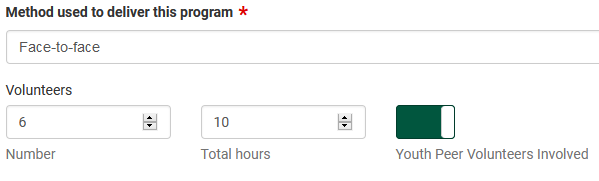 Method used to deliver this program *
Face-to-face
Volunteers
6 10
Number Total hours Youth Peer Volunteers Involved